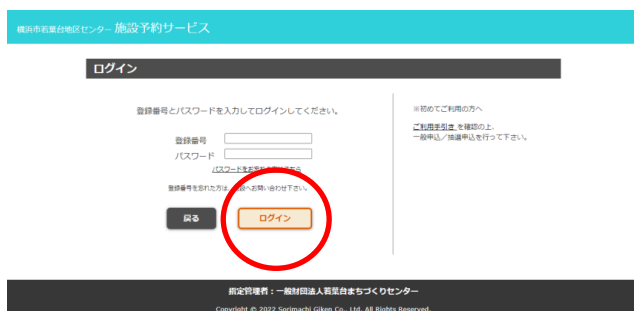 横浜市若葉台地区センター 施設予約サービス
ログイン
登録番号とパスワードを入力してログインしてください。
登録番号
パスワード
パスワードをお忘れの
登録番号を忘れた方は、
へお問い合わせ下さい。
戻る
ログイン
※初めてご利用の方へ
ご利用手引き を確認の上、
一般申込／抽選申込を行って下さい。
指定管理者：一般財団法人若葉台まちづくりセンター
Copyright © 2022 Sorimachi Giken Co., Ltd. All Rights Reserved.